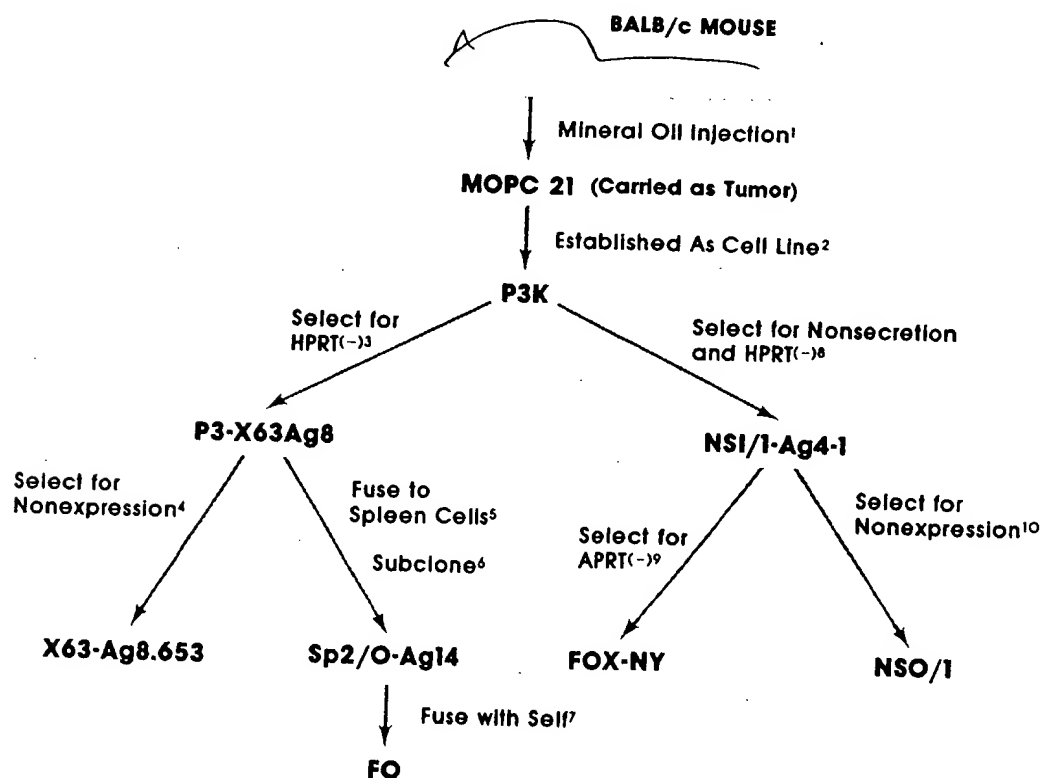 BALB/c MOUSE
Mineral Oil Injection¹
MOPC 21 (Carried as Tumor)
Established As Cell Line²
P3K
Select for
HPRT(-)³
Select for Nonsecretion
and HPRT(-)⁸
P3-X63Ag8
NSI/1-Ag4-1
Select for
Nonexpression⁴
Fuse to
Spleen Cells⁵
Subclone⁶
Select for
APRT(-)⁹
Select for
Nonexpression¹⁰
X63-Ag8.653
Sp2/O-Ag14
FOX-NY
NSO/1
Fuse with Self⁷
FO